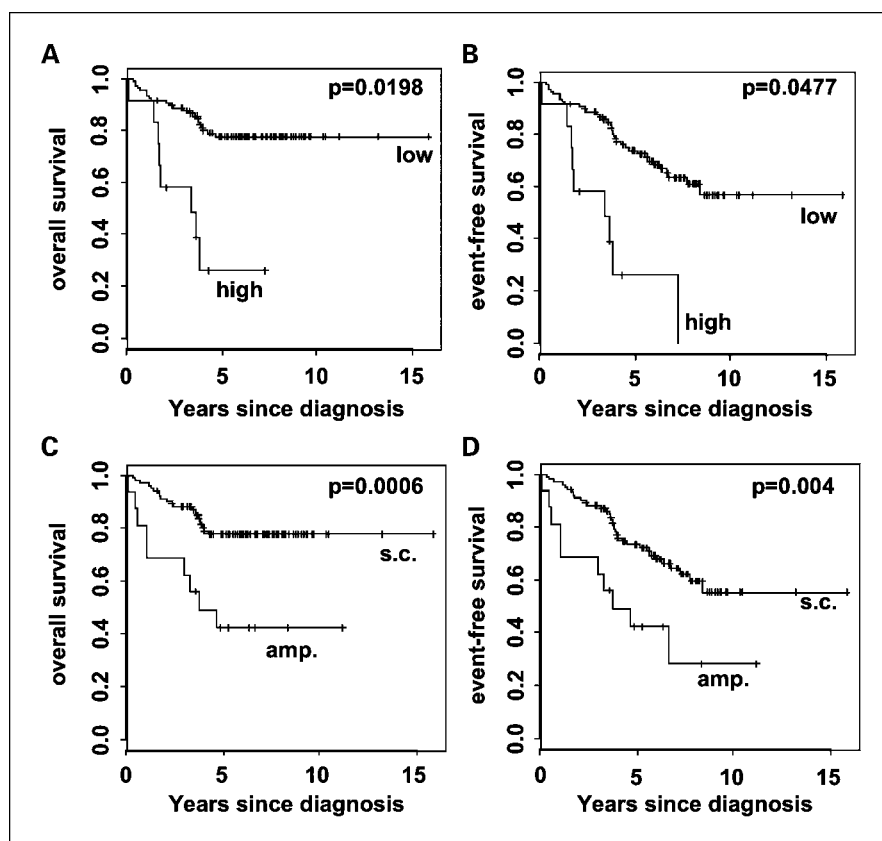 A
overall survival
1.0
0.8
0.6
0.4
0.2
0.0
p=0.0198
low
high
0 5 10 15
Years since diagnosis
B
event-free survival
1.0
0.8
0.6
0.4
0.2
0.0
p=0.0477
low
high
0 5 10 15
Years since diagnosis
C
overall survival
1.0
0.8
0.6
0.4
0.2
0.0
p=0.0006
s.c.
amp.
0 5 10 15
Years since diagnosis
D
event-free survival
1.0
0.8
0.6
0.4
0.2
0.0
p=0.004
s.c.
amp.
0 5 10 15
Years since diagnosis